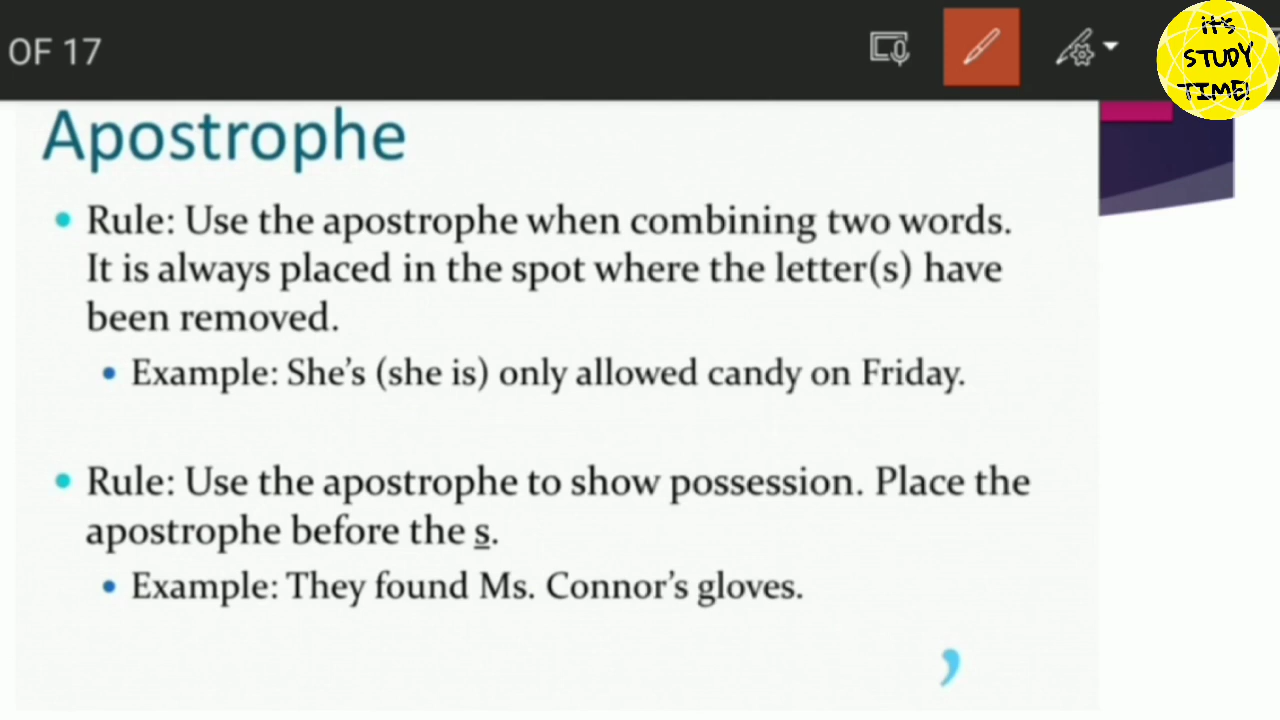 OF 17
iTS
STUDY
TIME!
Apostrophe
• Rule: Use the apostrophe when combining two words.
It is always placed in the spot where the letter(s) have
been removed.
• Example: She’s (she is) only allowed candy on Friday.
• Rule: Use the apostrophe to show possession. Place the
apostrophe before the s.
• Example: They found Ms. Connor’s gloves.
,